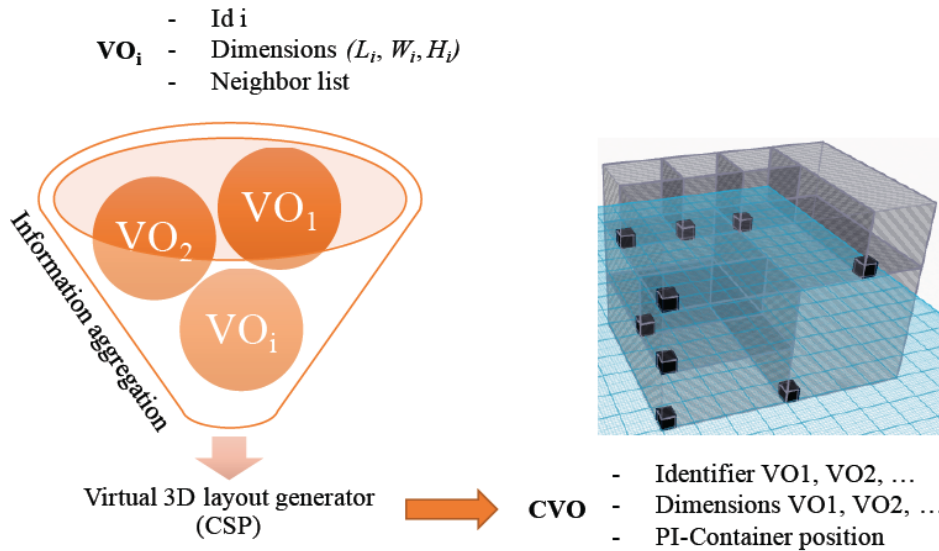 - Id i
VOi - Dimensions (Li, Wi, Hi)
- Neighbor list
VO1
VO2
VOi
Information aggregation
Virtual 3D layout generator
(CSP)
CVO
- Identifier VO1, VO2, …
- Dimensions VO1, VO2, …
- PI-Container position